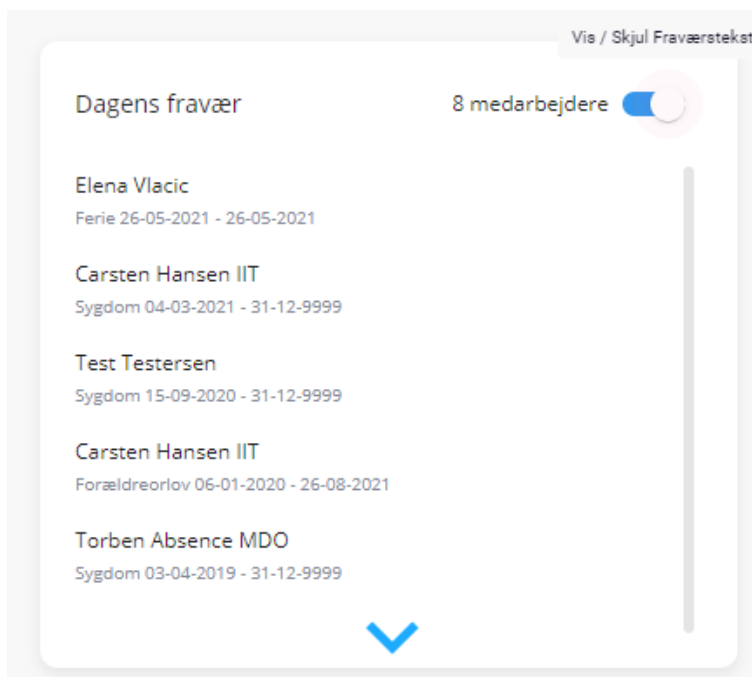 Vis / Skjul Fraværstekst
Dagens fravær 8 medarbejdere
Elena Vlacic
Ferie 26-05-2021 - 26-05-2021
Carsten Hansen IIT
Sygdom 04-03-2021 - 31-12-9999
Test Testersen
Sygdom 15-09-2020 - 31-12-9999
Carsten Hansen IIT
Forældreorlov 06-01-2020 - 26-08-2021
Torben Absence MDO
Sygdom 03-04-2019 - 31-12-9999